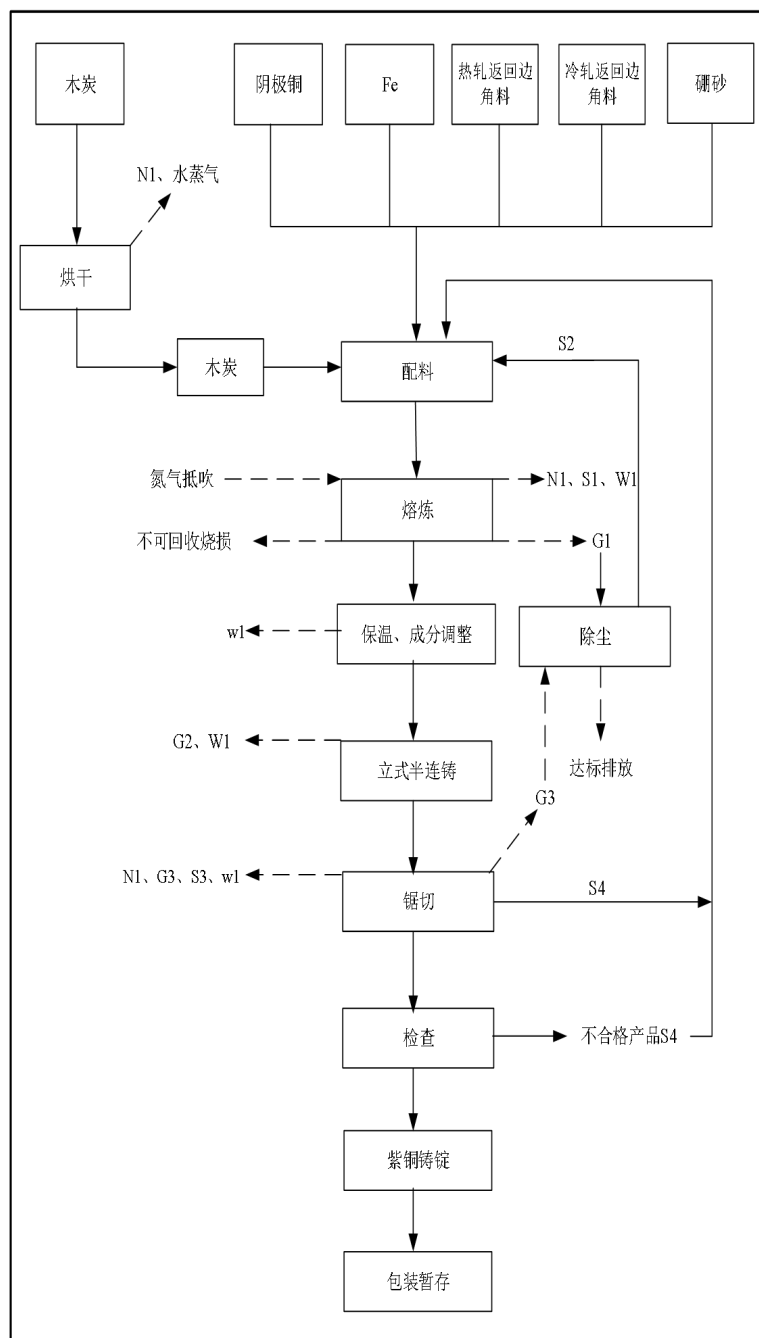 木炭
阴极铜
Fe
热轧返回边
角料
冷轧返回边
角料
硼砂
N1、水蒸气
烘干
木炭
配料
S2
氮气抵吹
熔炼
N1、S1、W1
不可回收烧损
G1
w1
保温、成分调整
除尘
G2、W1
立式半连铸
达标排放
G3
N1、G3、S3、w1
锯切
S4
检查
不合格产品S4
紫铜铸锭
包装暂存